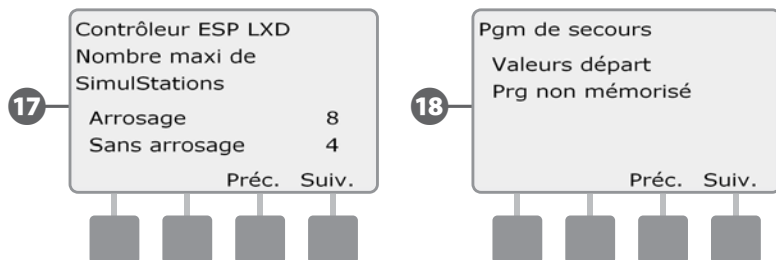 17
Contrôleur ESP LXD
Nombre maxi de
SimulStations
Arrosage 8
Sans arrosage 4
Préc. Suiv.
18
Pgm de secours
Valeurs départ
Prg non mémorisé
Préc. Suiv.